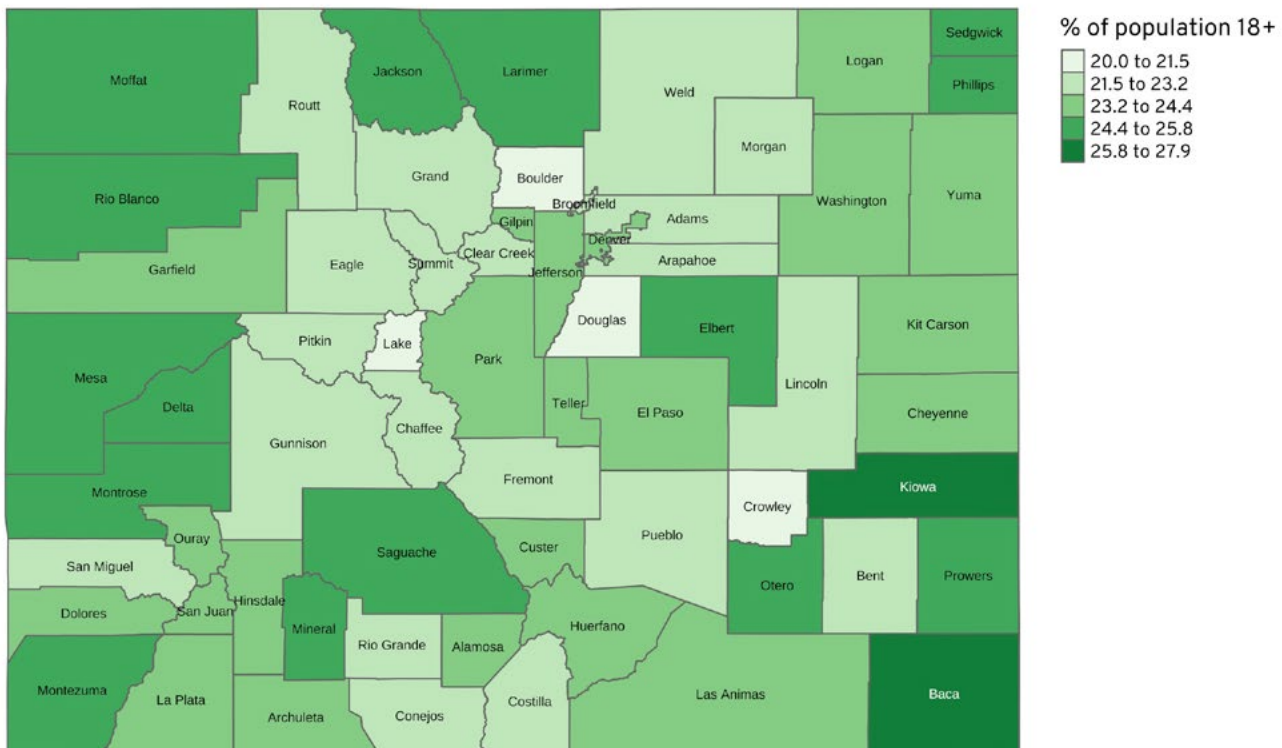 % of population 18+
20.0 to 21.5
21.5 to 23.2
23.2 to 24.4
24.4 to 25.8
25.8 to 27.9
Moffat
Routt
Jackson
Larimer
Weld
Logan
Sedgwick
Phillips
Morgan
Grand
Boulder
Rio Blanco
Broomfield
Washington
Yuma
Gilpin
Adams
Denver
Garfield
Eagle
Summit
Clear Creek
Jefferson
Arapahoe
Pitkin
Lake
Douglas
Elbert
Kit Carson
Mesa
Park
Lincoln
Delta
Teller
El Paso
Cheyenne
Gunnison
Chaffee
Fremont
Kiowa
Montrose
Crowley
Ouray
Saguache
Custer
Pueblo
San Miguel
Otero
Bent
Prowers
Dolores
San Juan
Hinsdale
Mineral
Rio Grande
Alamosa
Huerfano
Montezuma
La Plata
Archuleta
Conejos
Costilla
Las Animas
Baca